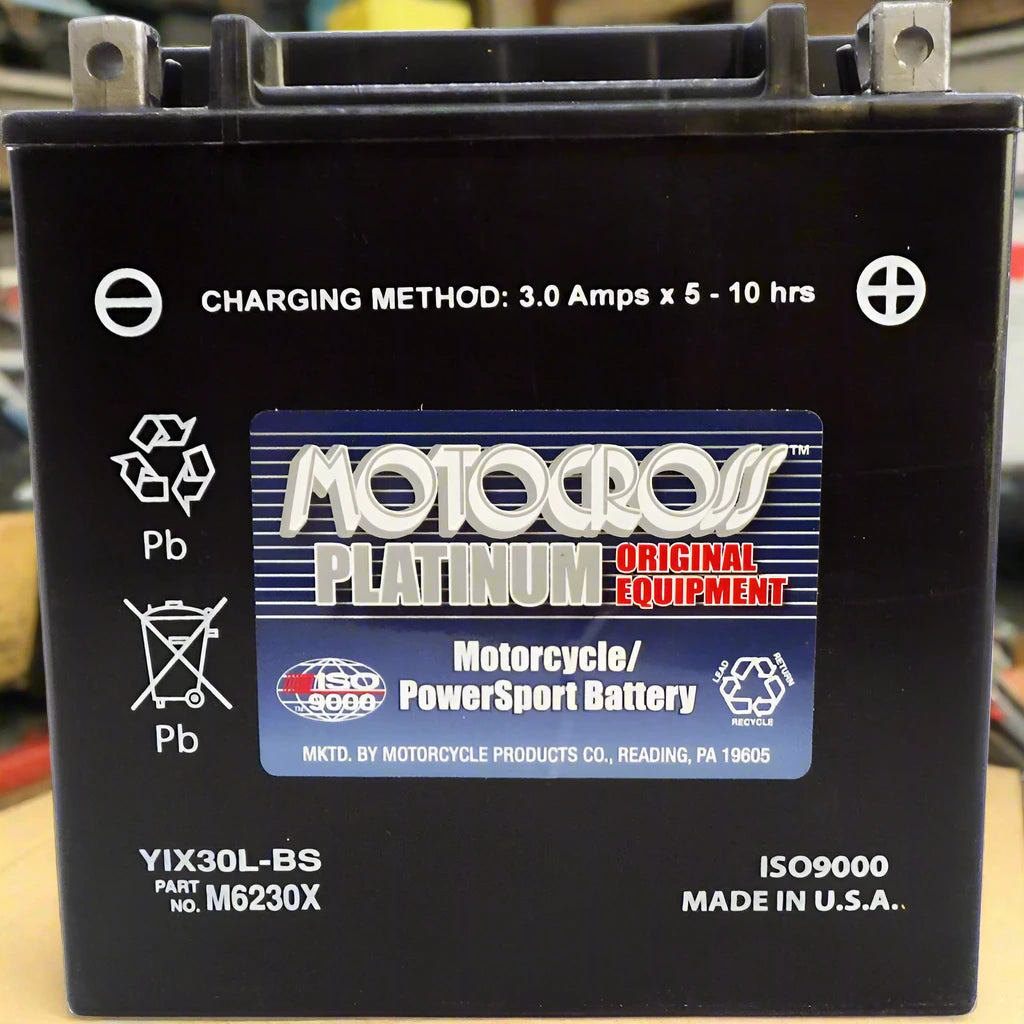 CHARGING METHOD: 3.0 Amps x 5 - 10 hrs
Pb
Pb
MOTOCROSS™
PLATINUM ORIGINAL EQUIPMENT
Motorcycle/
PowerSport Battery
ISO
9000
TM
LEAD
RETURN
RECYCLE
MKTD. BY MOTORCYCLE PRODUCTS CO., READING, PA 19605
YIX30L-BS
PART NO. M6230X
ISO9000
MADE IN U.S.A.